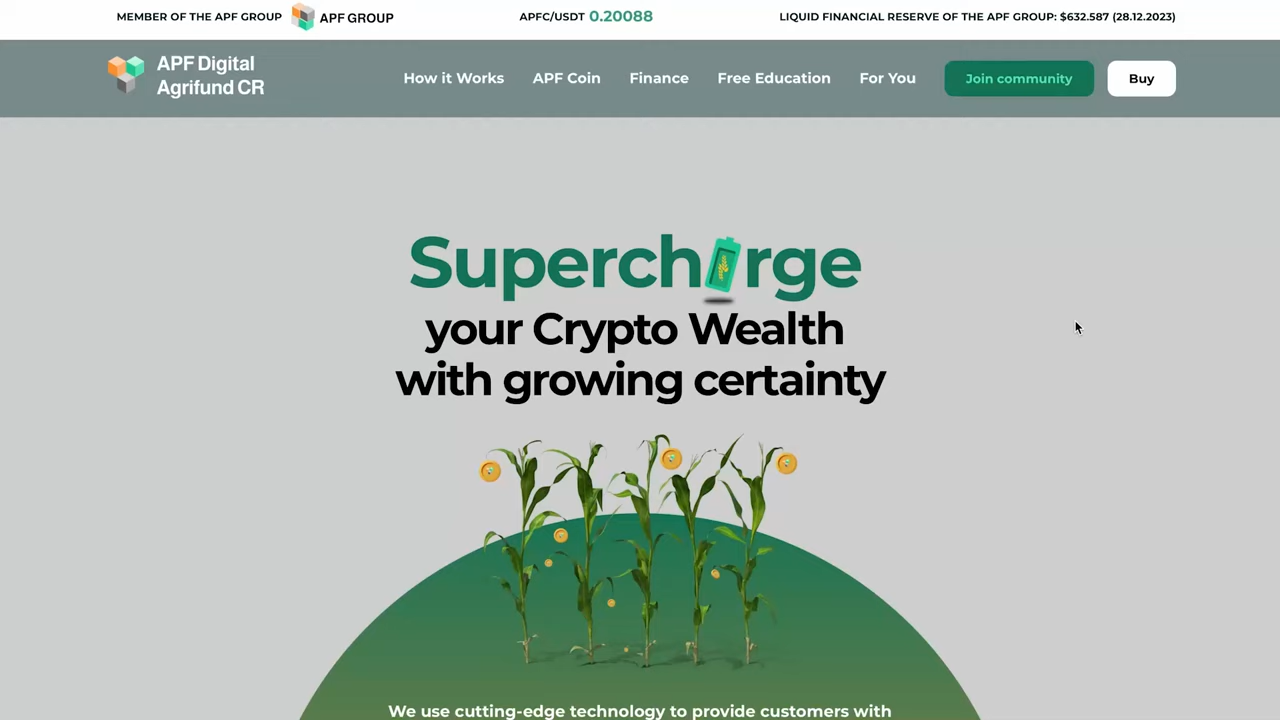 MEMBER OF THE APF GROUP APF GROUP APFC/USDT 0.20088 LIQUID FINANCIAL RESERVE OF THE APF GROUP: $632.587 (28.12.2023)
APF Digital
Agrifund CR
How it Works APF Coin Finance Free Education For You Join community Buy
Supercharge
your Crypto Wealth
with growing certainty
We use cutting-edge technology to provide customers with